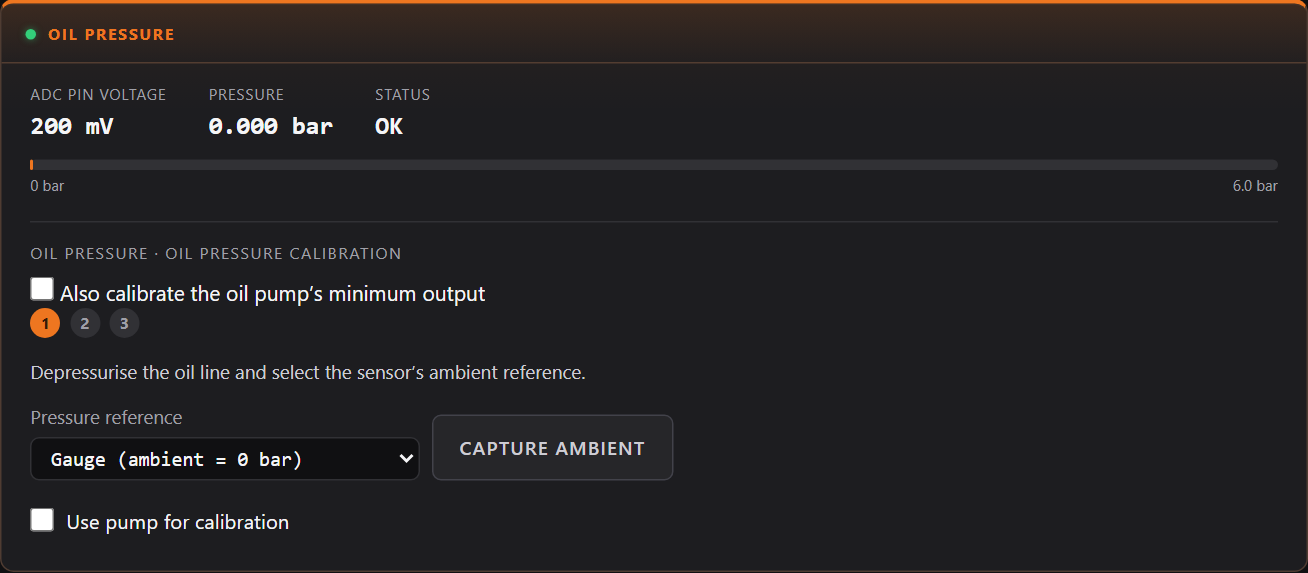 OIL PRESSURE
ADC PIN VOLTAGE PRESSURE STATUS
200 mV 0.000 bar OK
0 bar 6.0 bar
OIL PRESSURE · OIL PRESSURE CALIBRATION
Also calibrate the oil pump’s minimum output
1 2 3
Depressurise the oil line and select the sensor’s ambient reference.
Pressure reference
Gauge (ambient = 0 bar) CAPTURE AMBIENT
Use pump for calibration